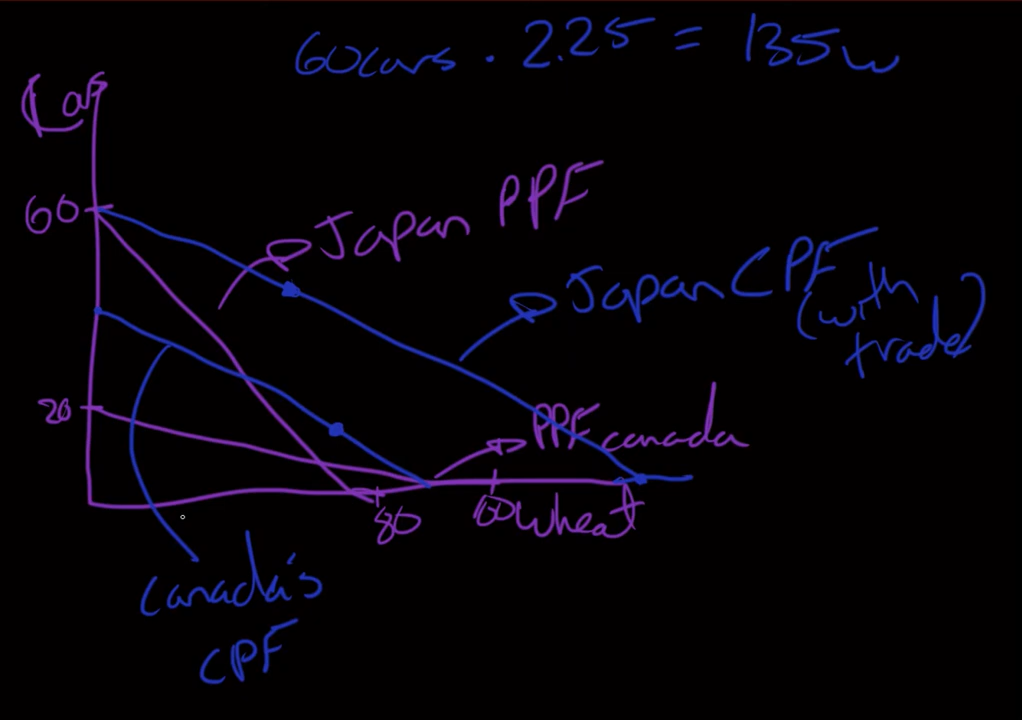 60cars · 2.25 = 135w
Cars
60
Japan PPF
Japan CPF
(with
trade)
20
PPF canada
80
Wheat
Canada's
CPF